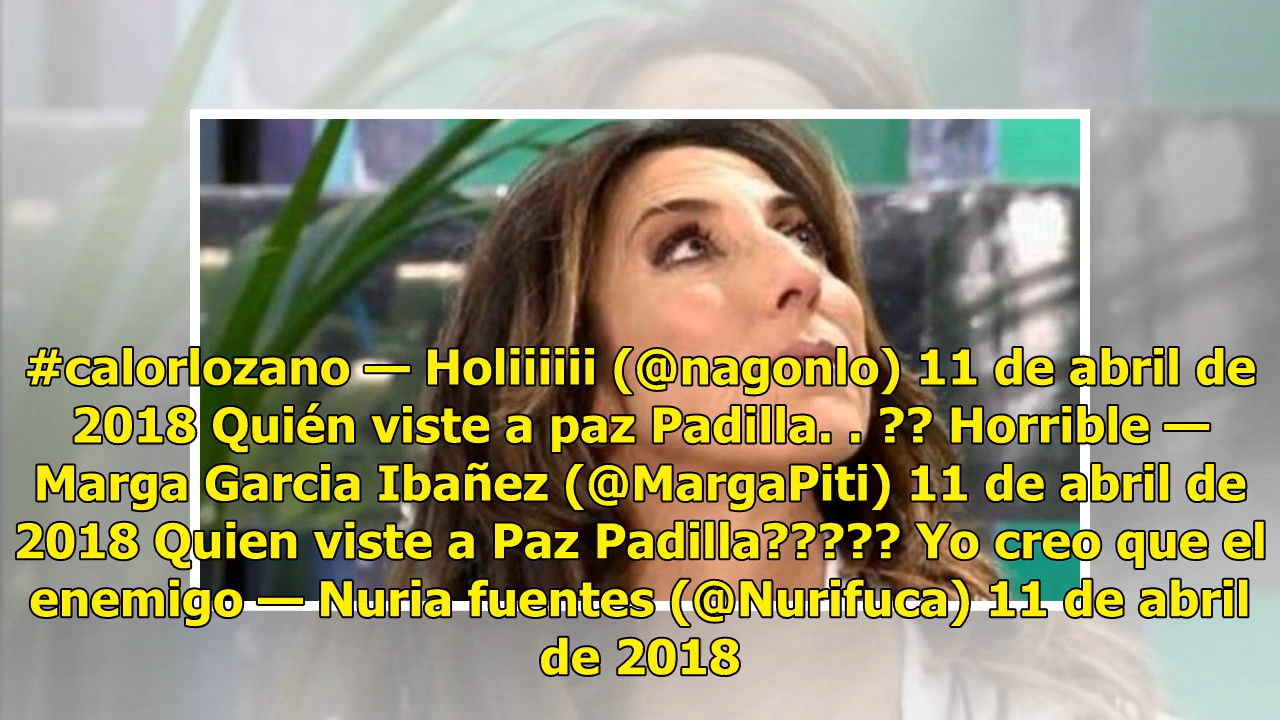 #calorlozano — Holiiiiii (@nagonlo) 11 de abril de
2018 Quién viste a paz Padilla. . ?? Horrible —
Marga Garcia Ibañez (@MargaPiti) 11 de abril de
2018 Quien viste a Paz Padilla????? Yo creo que el
enemigo — Nuria fuentes (@Nurifuca) 11 de abril
de 2018